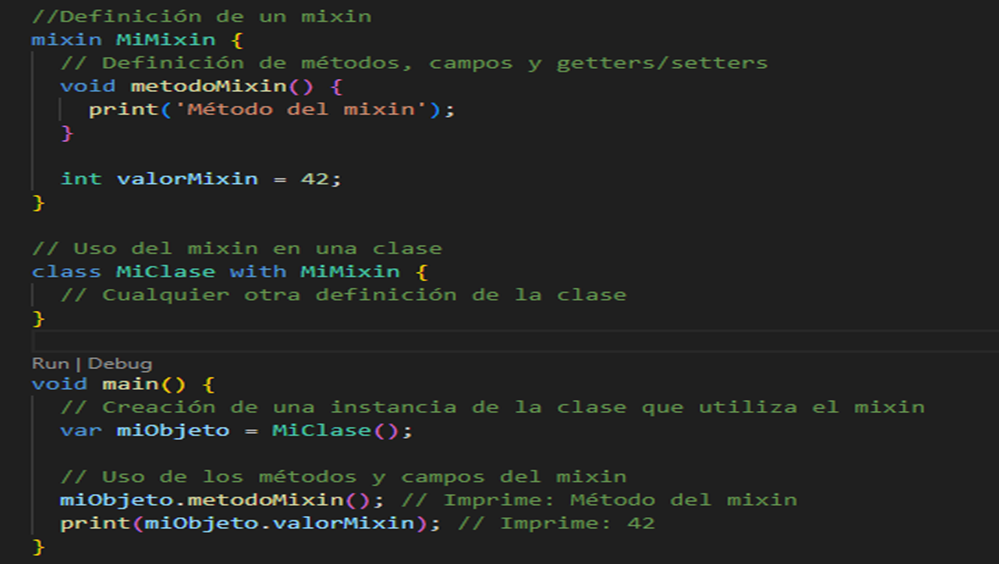 //Definición de un mixin
mixin MiMixin {
  // Definición de métodos, campos y getters/setters
  void metodoMixin() {
    print('Método del mixin');
  }

  int valorMixin = 42;
}

// Uso del mixin en una clase
class MiClase with MiMixin {
  // Cualquier otra definición de la clase
}

Run | Debug
void main() {
  // Creación de una instancia de la clase que utiliza el mixin
  var miObjeto = MiClase();

  // Uso de los métodos y campos del mixin
  miObjeto.metodoMixin(); // Imprime: Método del mixin
  print(miObjeto.valorMixin); // Imprime: 42
}